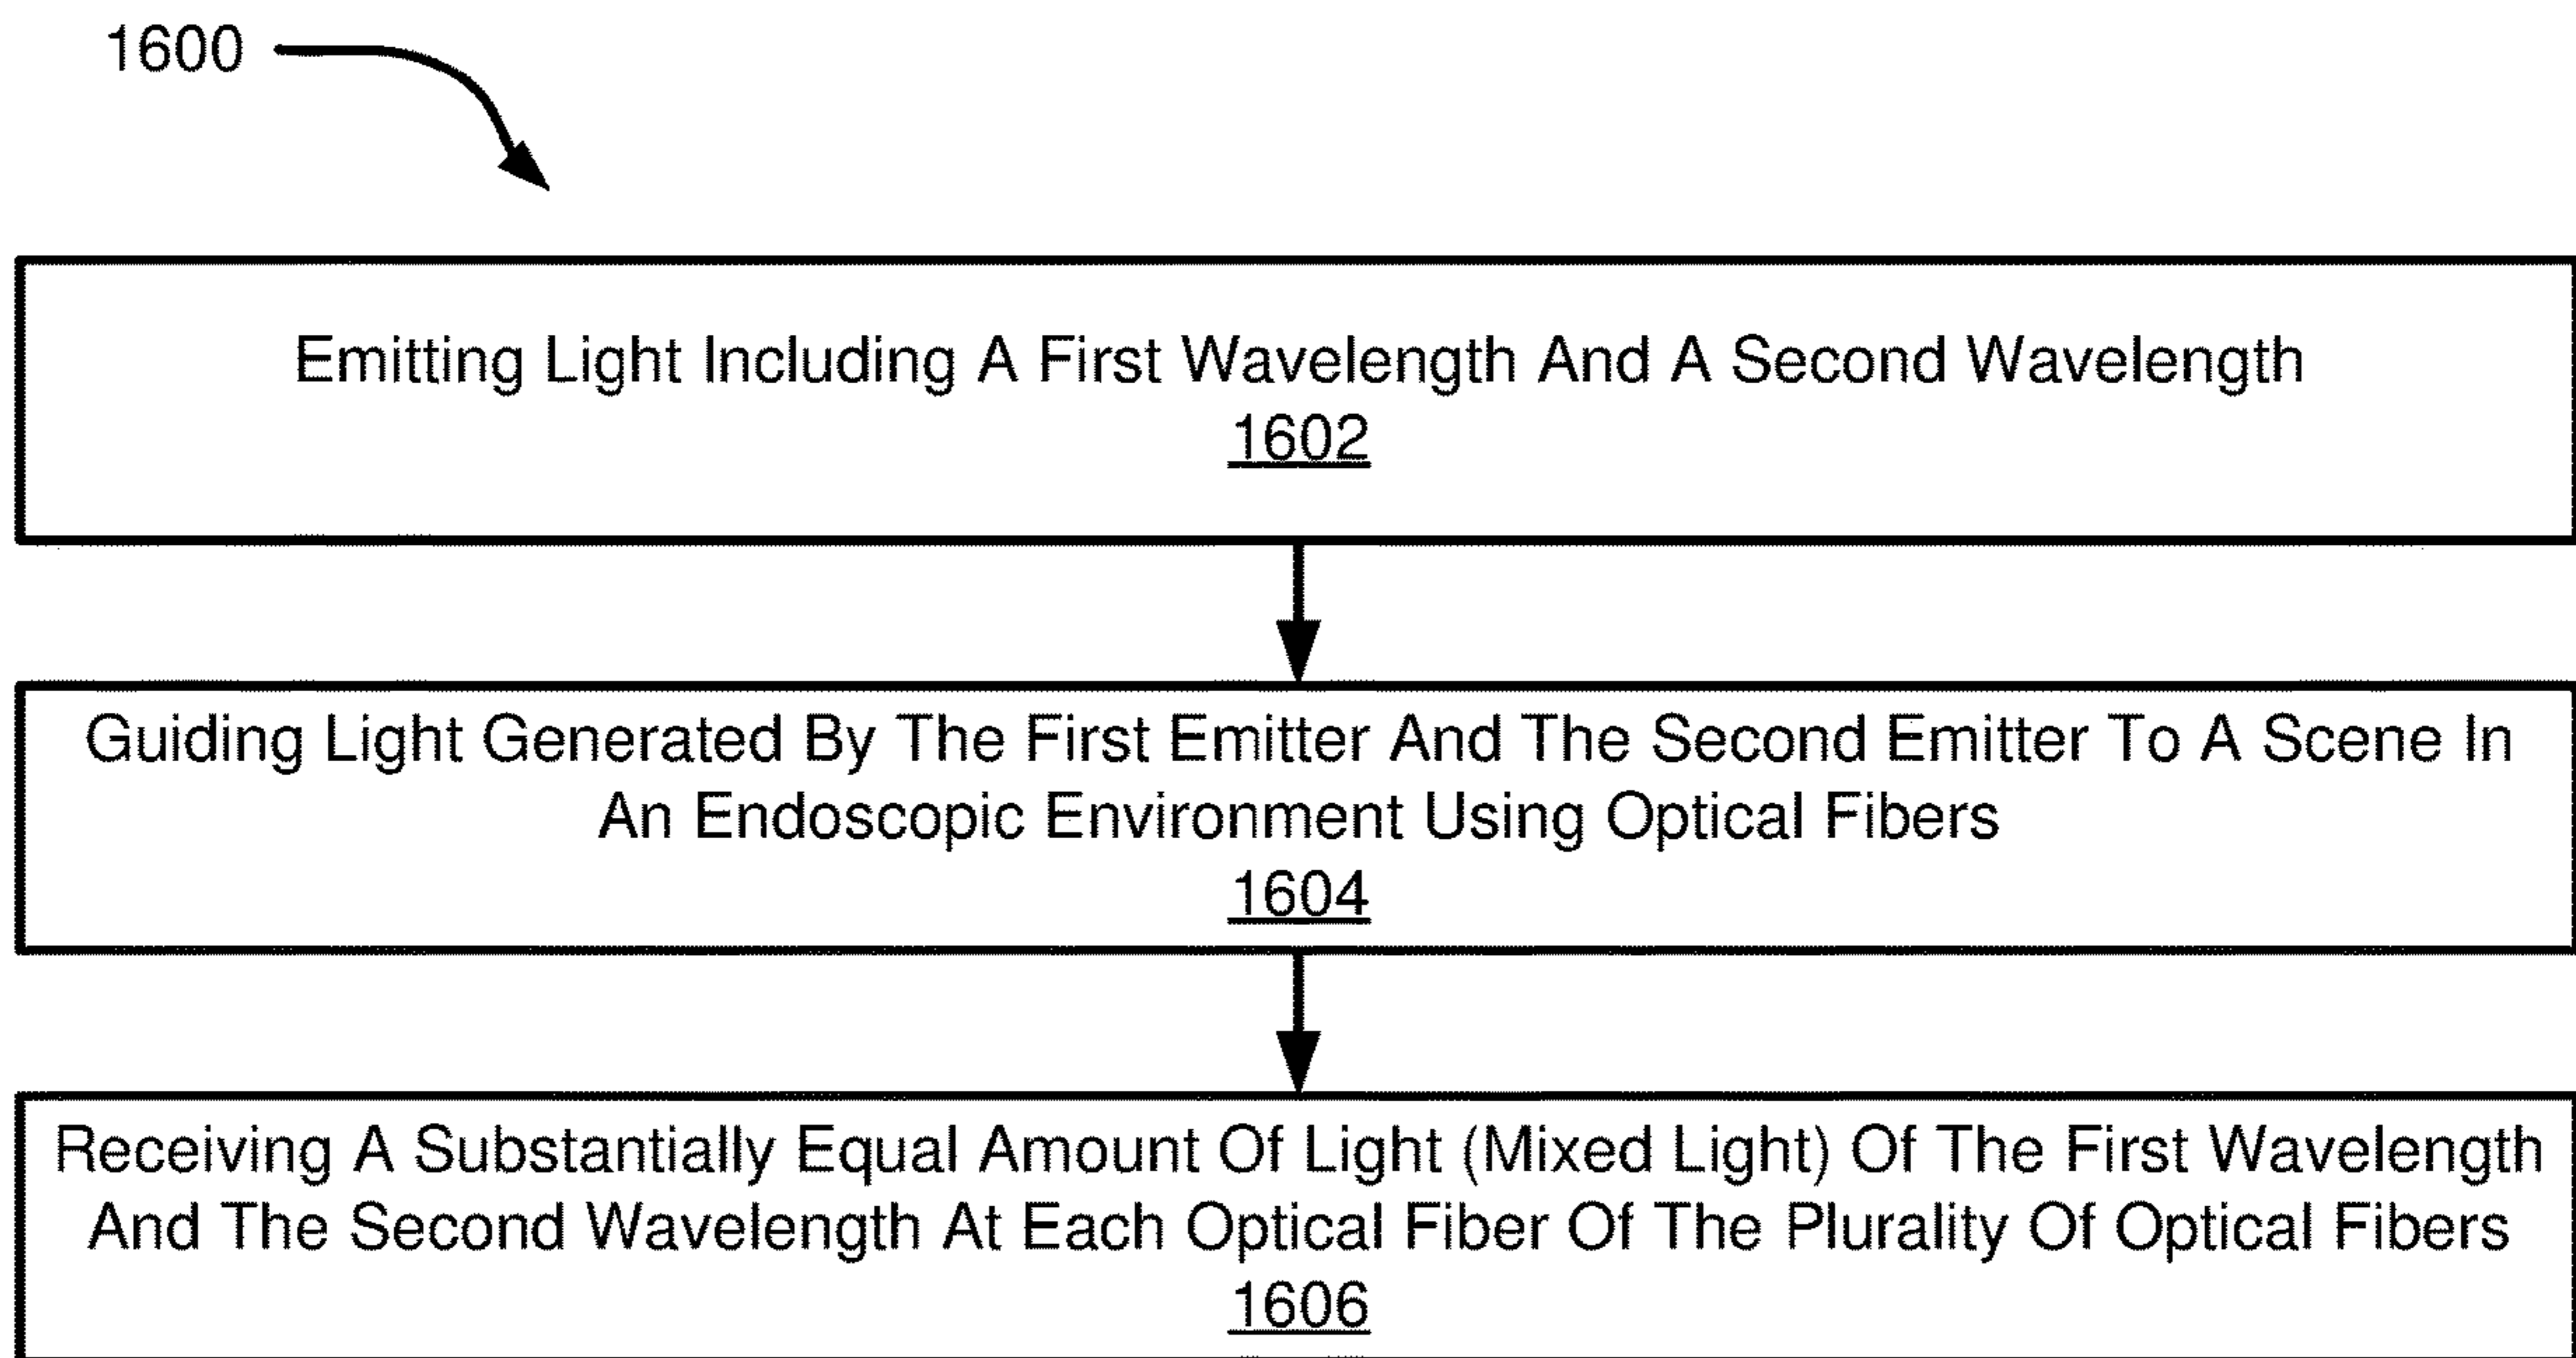 1600
Emitting Light Including A First Wavelength And A Second Wavelength
1602
Guiding Light Generated By The First Emitter And The Second Emitter To A Scene In
An Endoscopic Environment Using Optical Fibers
1604
Receiving A Substantially Equal Amount Of Light (Mixed Light) Of The First Wavelength
And The Second Wavelength At Each Optical Fiber Of The Plurality Of Optical Fibers
1606